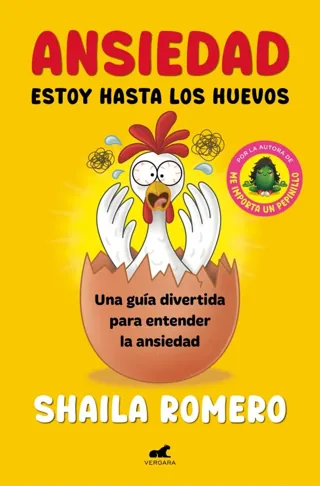 ANSIEDAD
ESTOY HASTA LOS HUEVOS
POR LA AUTORA DE
ME IMPORTA UN PEPINILLO
Una guía divertida
para entender
la ansiedad
SHAILA ROMERO
VERGARA